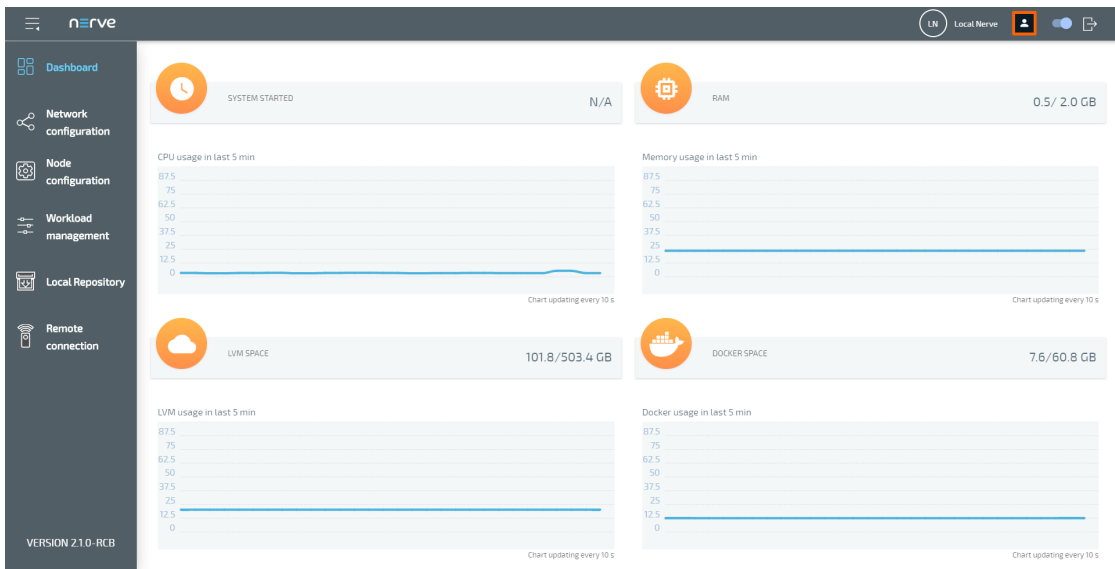 nerve
LN Local Nerve
Dashboard
Network
configuration
Node
configuration
Workload
management
Local Repository
Remote
connection
VERSION 2.1.0-RCB
SYSTEM STARTED
N/A
RAM
0.5/ 2.0 GB
CPU usage in last 5 min
87.5
75
62.5
50
37.5
25
12.5
0
Chart updating every 10 s
Memory usage in last 5 min
87.5
75
62.5
50
37.5
25
12.5
0
Chart updating every 10 s
LVM SPACE
101.8/503.4 GB
DOCKER SPACE
7.6/60.8 GB
LVM usage in last 5 min
87.5
75
62.5
50
37.5
25
12.5
0
Chart updating every 10 s
Docker usage in last 5 min
87.5
75
62.5
50
37.5
25
12.5
0
Chart updating every 10 s